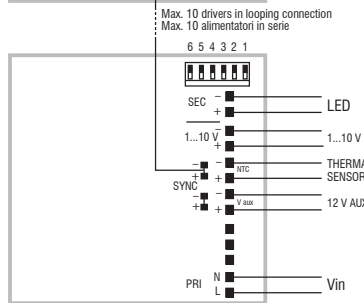 Max. 10 drivers in looping connection
Max. 10 alimentatori in serie
6 5 4 3 2 1
SEC - +
LED
1...10 V - +
1...10 V
- + SYNC - +
- NTC +
THERMA
SENSOR
- V aux +
12 V AUX
PRI N L
Vin